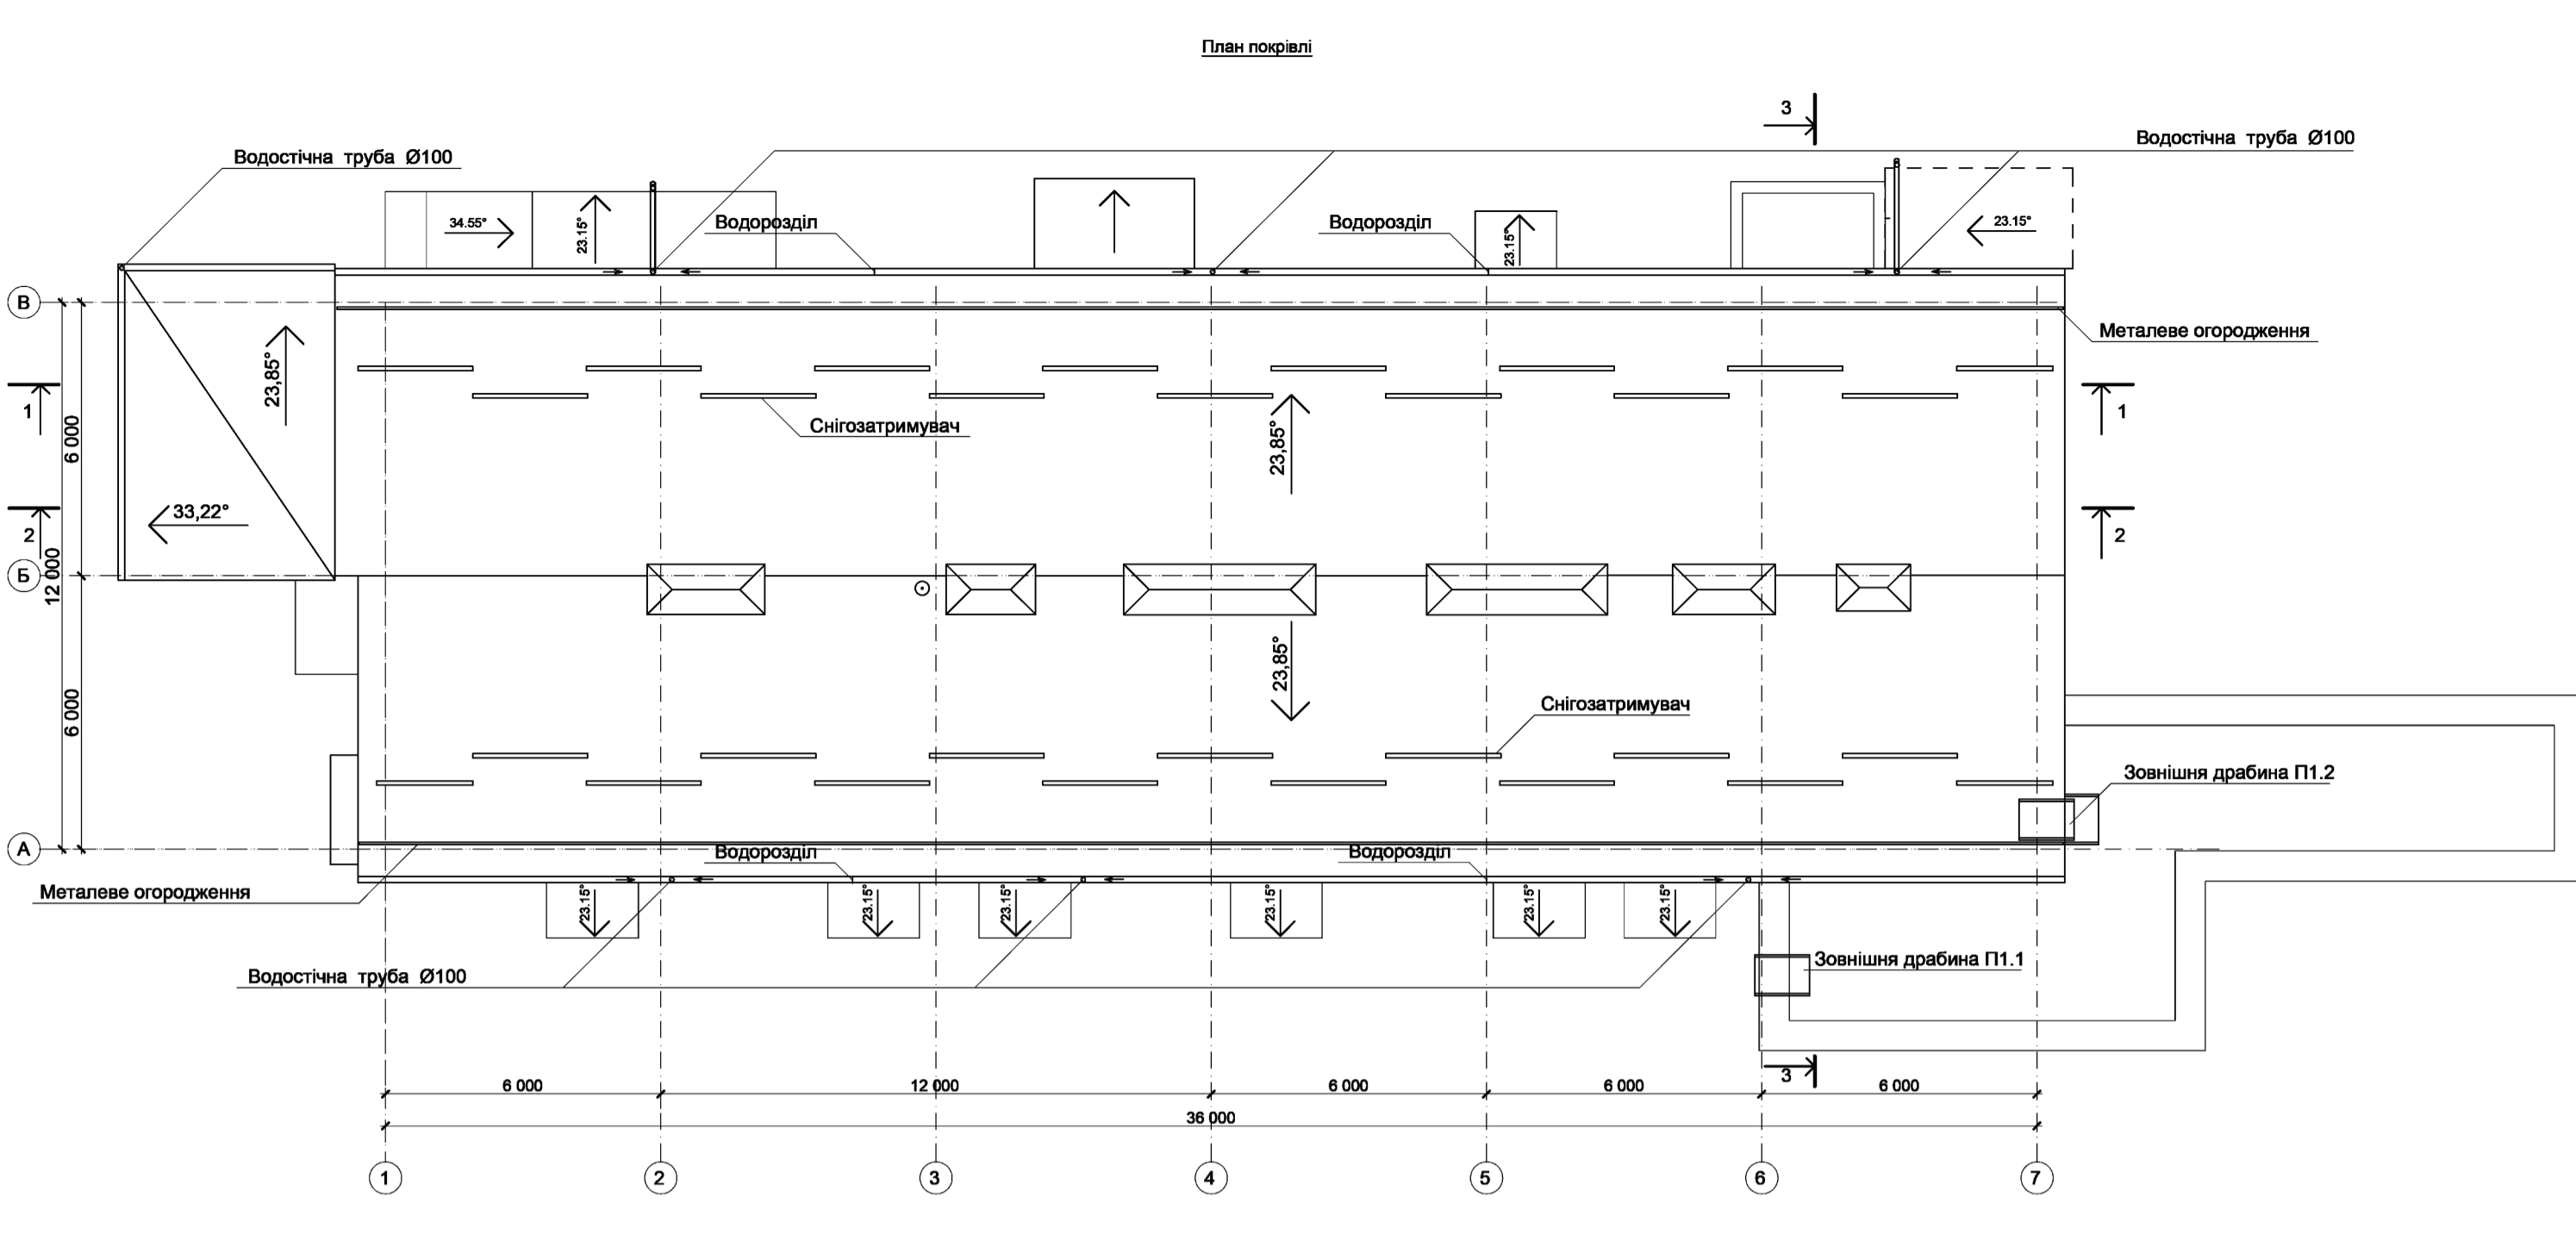 План покрівлі
3
Водостічна труба Ø100
Водостічна труба Ø100
34.55°
23.15°
Водорозділ
Водорозділ
23.15°
23.15°
В
Металеве огородження
23,85°
1
1
6 000
Снігозатримувач
23,85°
33,22°
2
2
Б
12 000
23,85°
6 000
Снігозатримувач
Зовнішня драбина П1.2
А
Водорозділ
Водорозділ
Металеве огородження
23.15°
23.15°
23.15°
23.15°
23.15°
23.15°
Зовнішня драбина П1.1
Водостічна труба Ø100
3
6 000
12 000
6 000
6 000
6 000
36 000
1
2
3
4
5
6
7